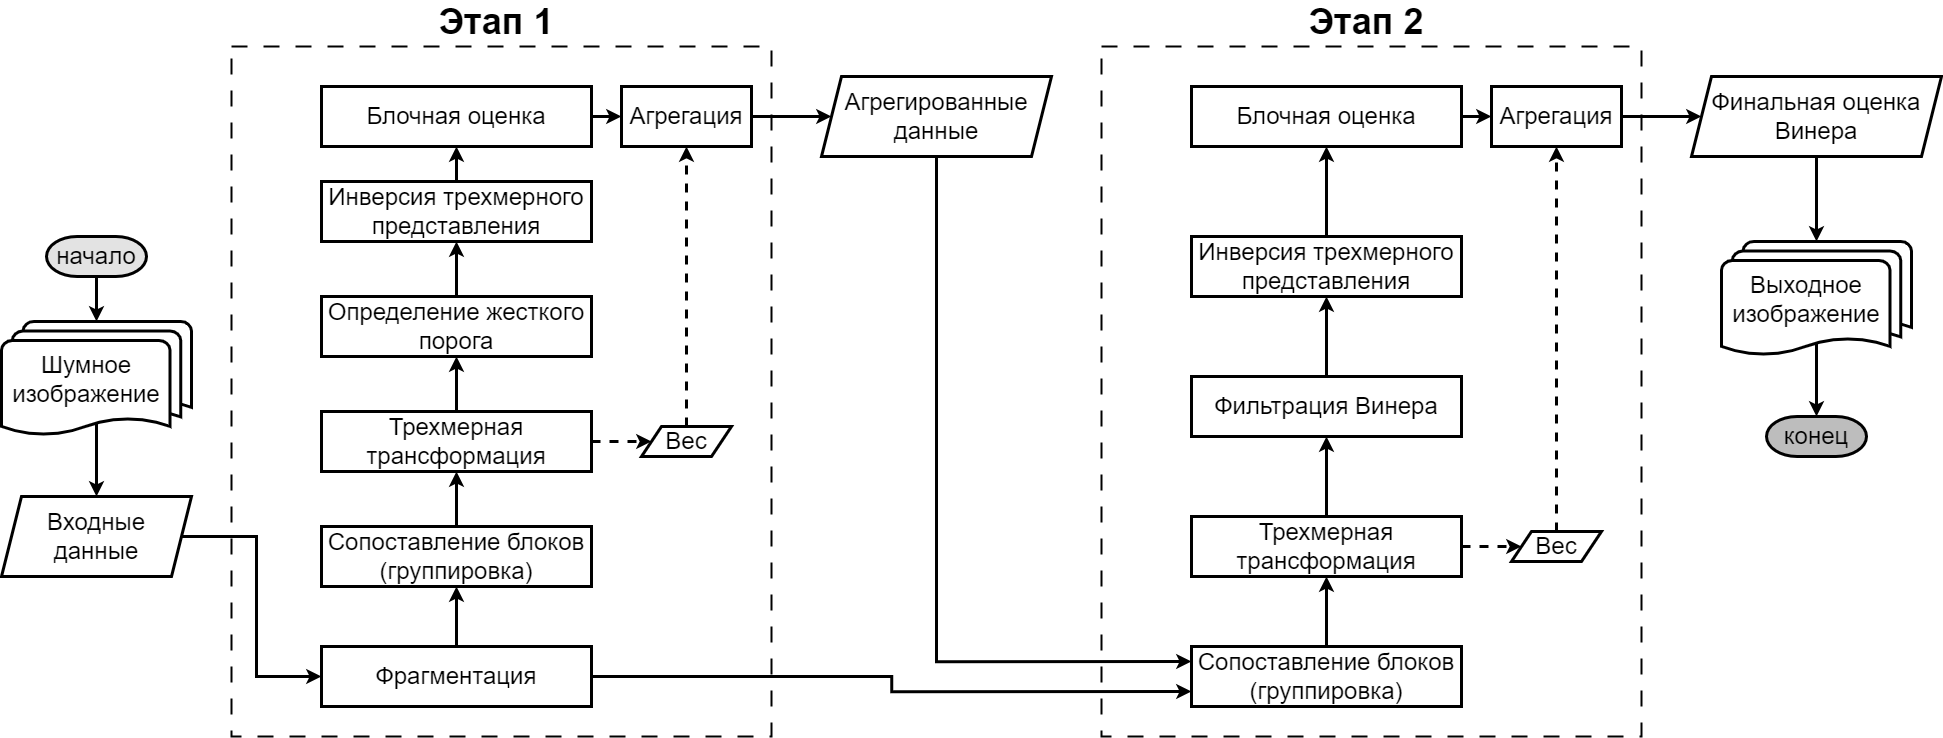 Этап 1
Этап 2
начало
Шумное
изображение
Входные
данные
Блочная оценка
Агрегация
Инверсия трехмерного
представления
Определение жесткого
порога
Трехмерная
трансформация
Вес
Сопоставление блоков
(группировка)
Фрагментация
Агрегированные
данные
Блочная оценка
Агрегация
Инверсия трехмерного
представления
Фильтрация Винера
Трехмерная
трансформация
Вес
Сопоставление блоков
(группировка)
Финальная оценка
Винера
Выходное
изображение
конец